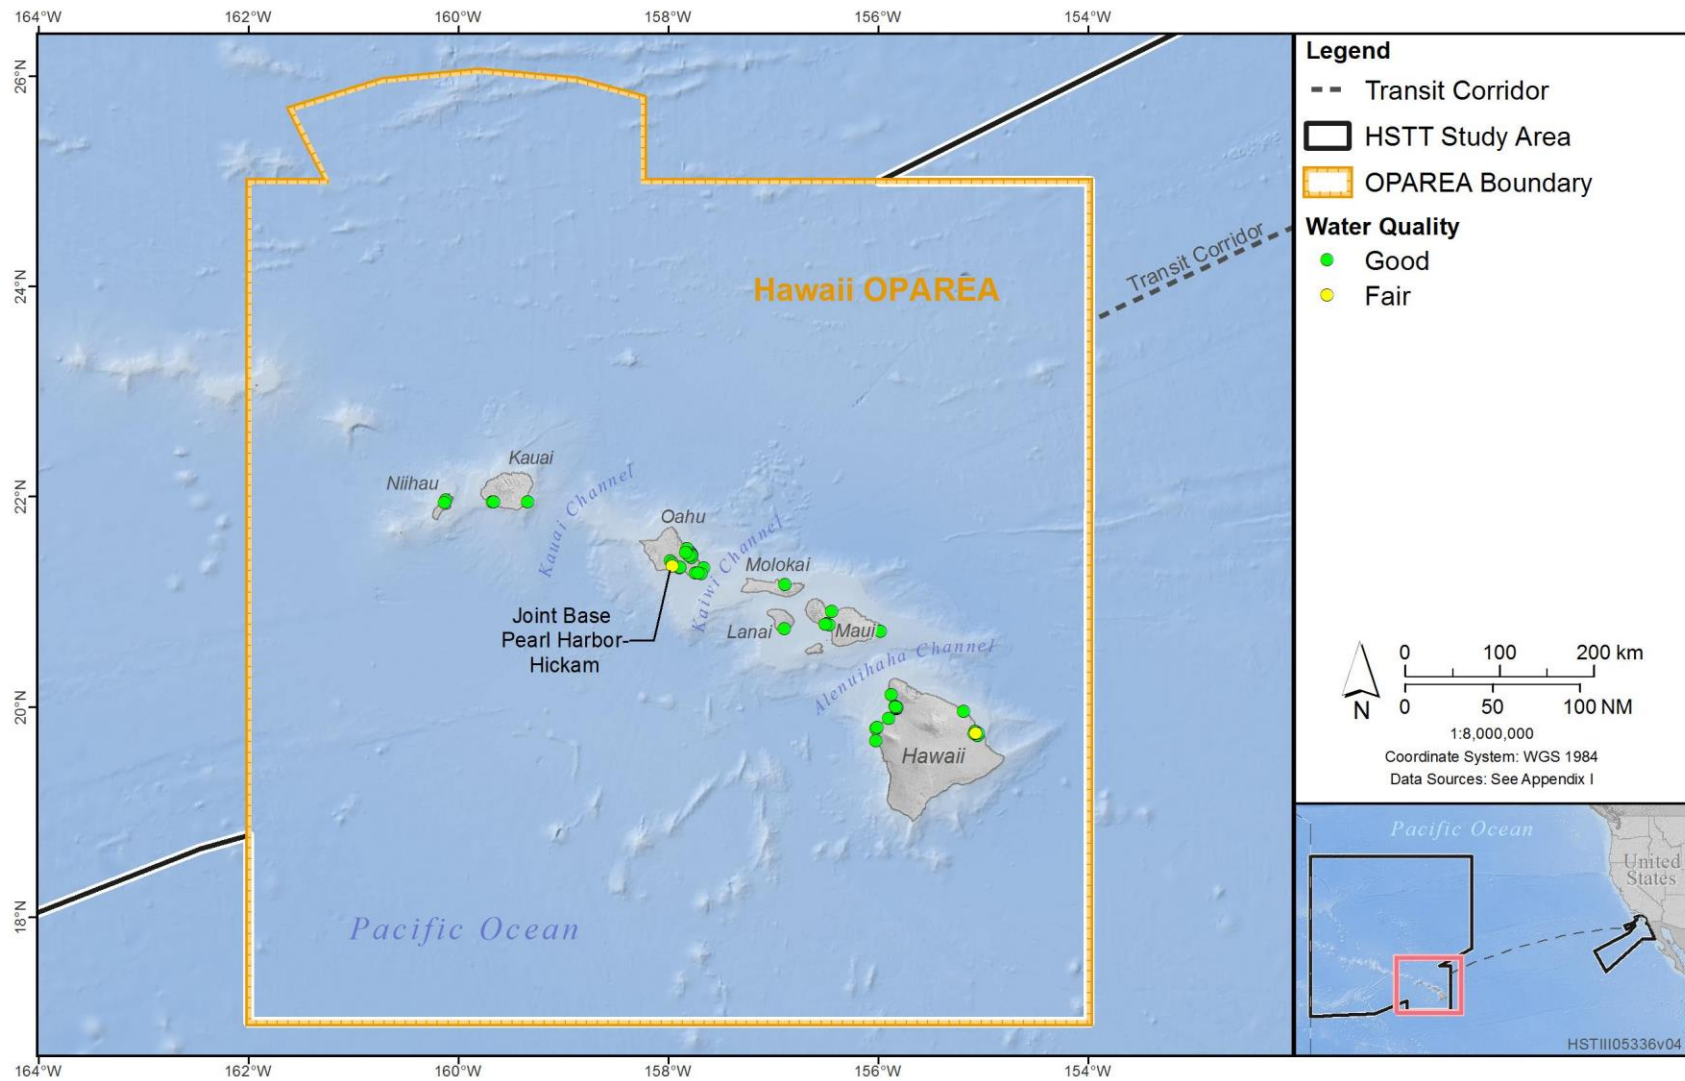 164°W
162°W
160°W
158°W
156°W
154°W
26°N
24°N
22°N
20°N
18°N
Hawaii OPAREA
Transit Corridor
Niihau
Kauai
Kauai Channel
Oahu
Kaiwi Channel
Molokai
Lanai
Maui
Alenuihaha Channel
Hawaii
Joint Base
Pearl Harbor-
Hickam
Pacific Ocean
164°W
162°W
160°W
158°W
156°W
154°W
Legend
Transit Corridor
HSTT Study Area
OPAREA Boundary
Water Quality
Good
Fair
N
0 100 200 km
0 50 100 NM
1:8,000,000
Coordinate System: WGS 1984
Data Sources: See Appendix I
Pacific Ocean
United
States
HSTIII05336v04